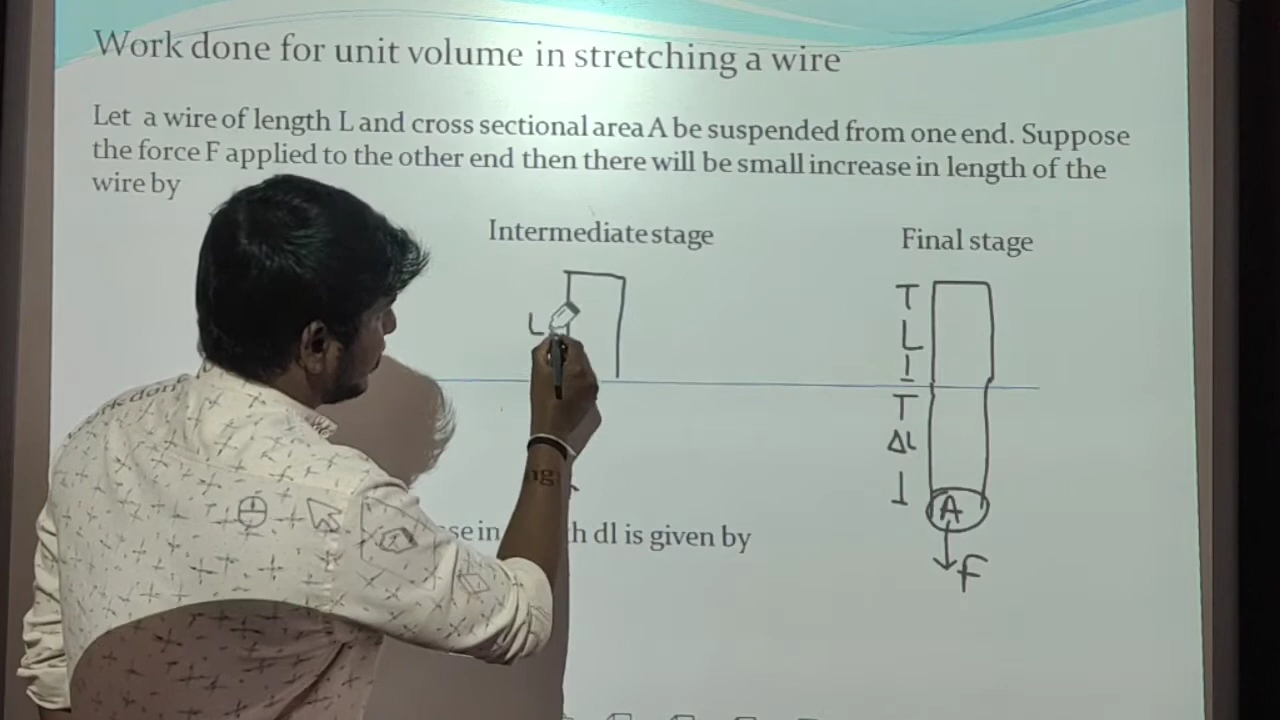 Work done for unit volume in stretching a wire
Let a wire of length L and cross sectional area A be suspended from one end. Suppose
the force F applied to the other end then there will be small increase in length of the
wire by
Intermediate stage
Final stage
L
L
ΔL
A
F
dl is given by